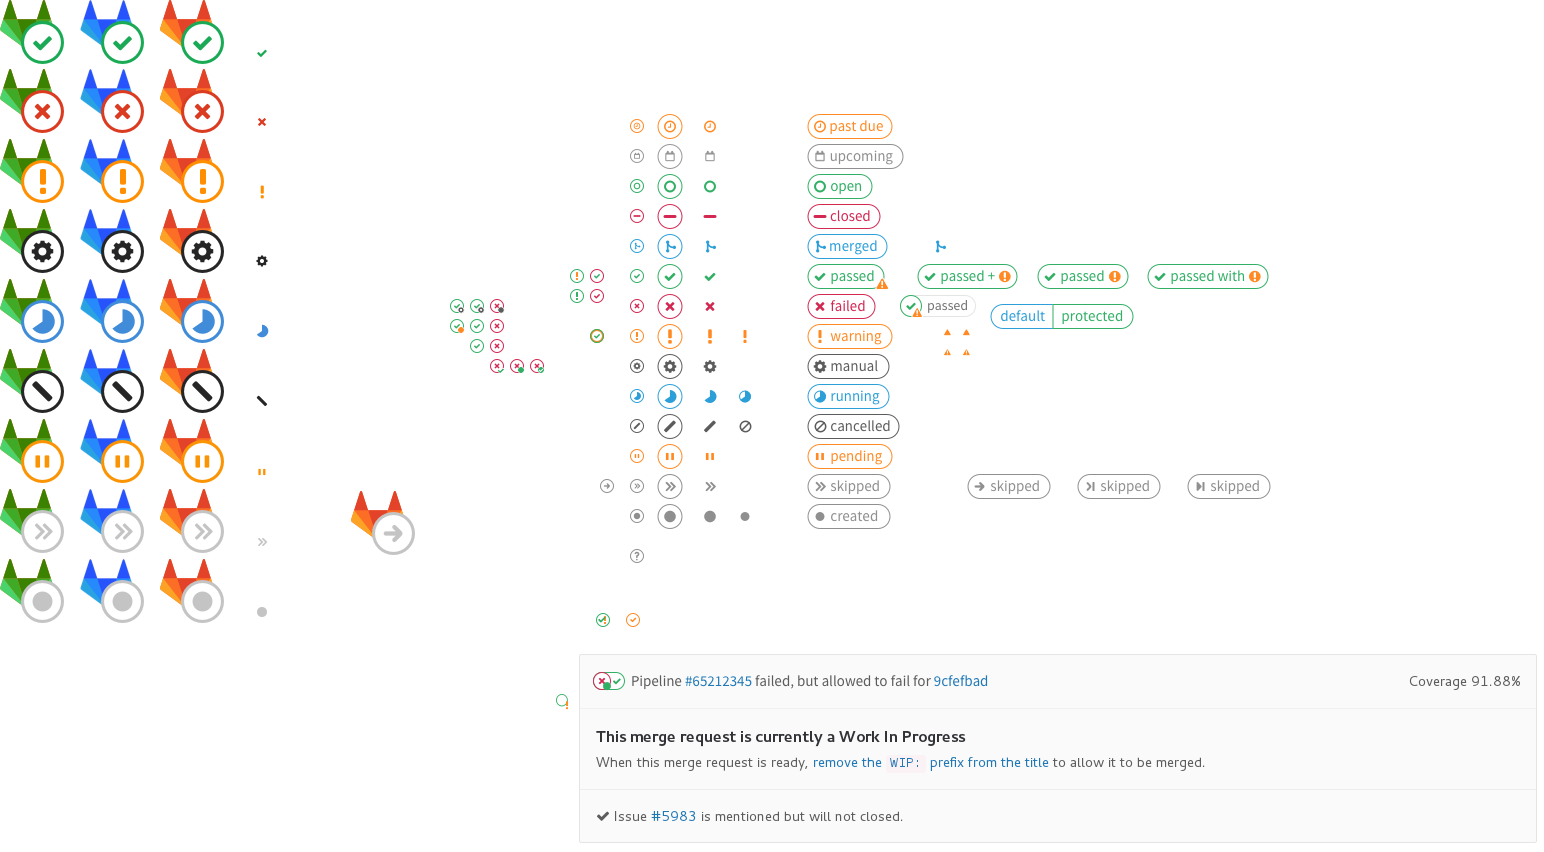 past due
upcoming
open
closed
merged
passed passed + passed passed with
failed passed
default protected
warning
manual
running
cancelled
pending
skipped skipped skipped skipped
created
Pipeline #65212345 failed, but allowed to fail for 9cfefbad Coverage 91.88%
This merge request is currently a Work In Progress
When this merge request is ready, remove the WIP: prefix from the title to allow it to be merged.
Issue #5983 is mentioned but will not closed.